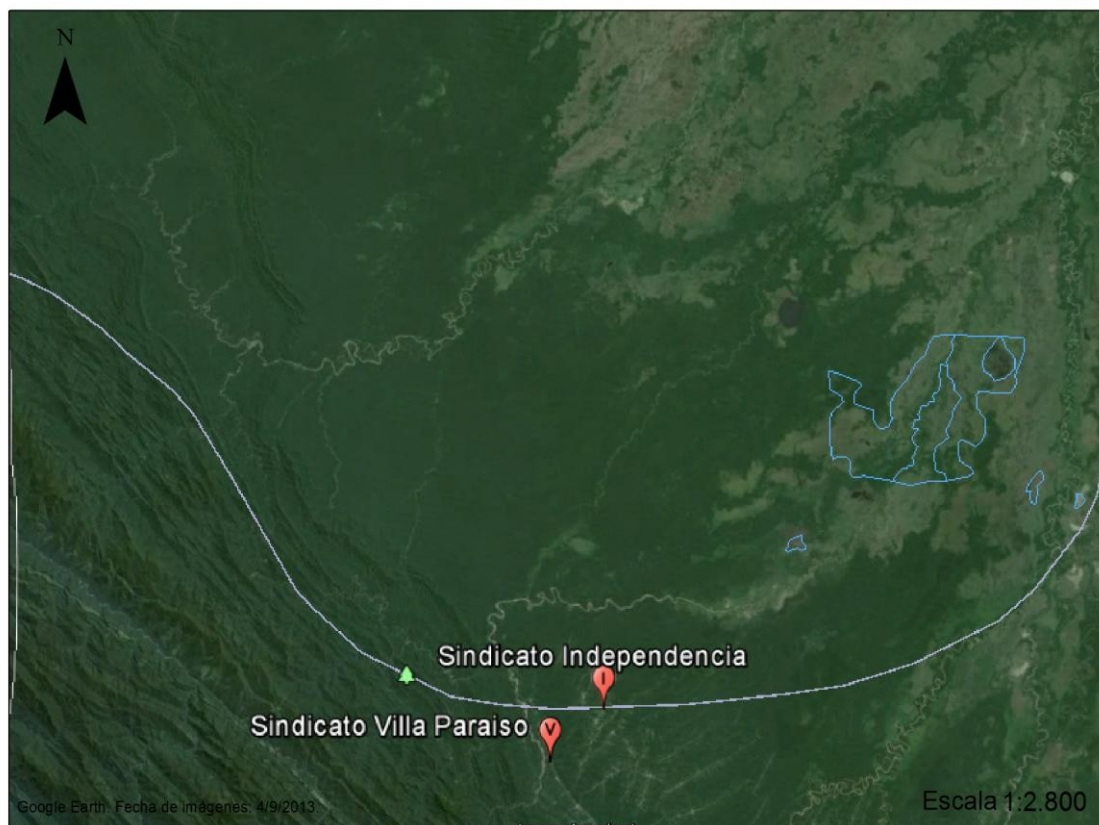 N
Sindicato Independencia
I
Sindicato Villa Paraiso
V
Google Earth. Fecha de imágenes: 4/9/2013.
Escala 1:2.800